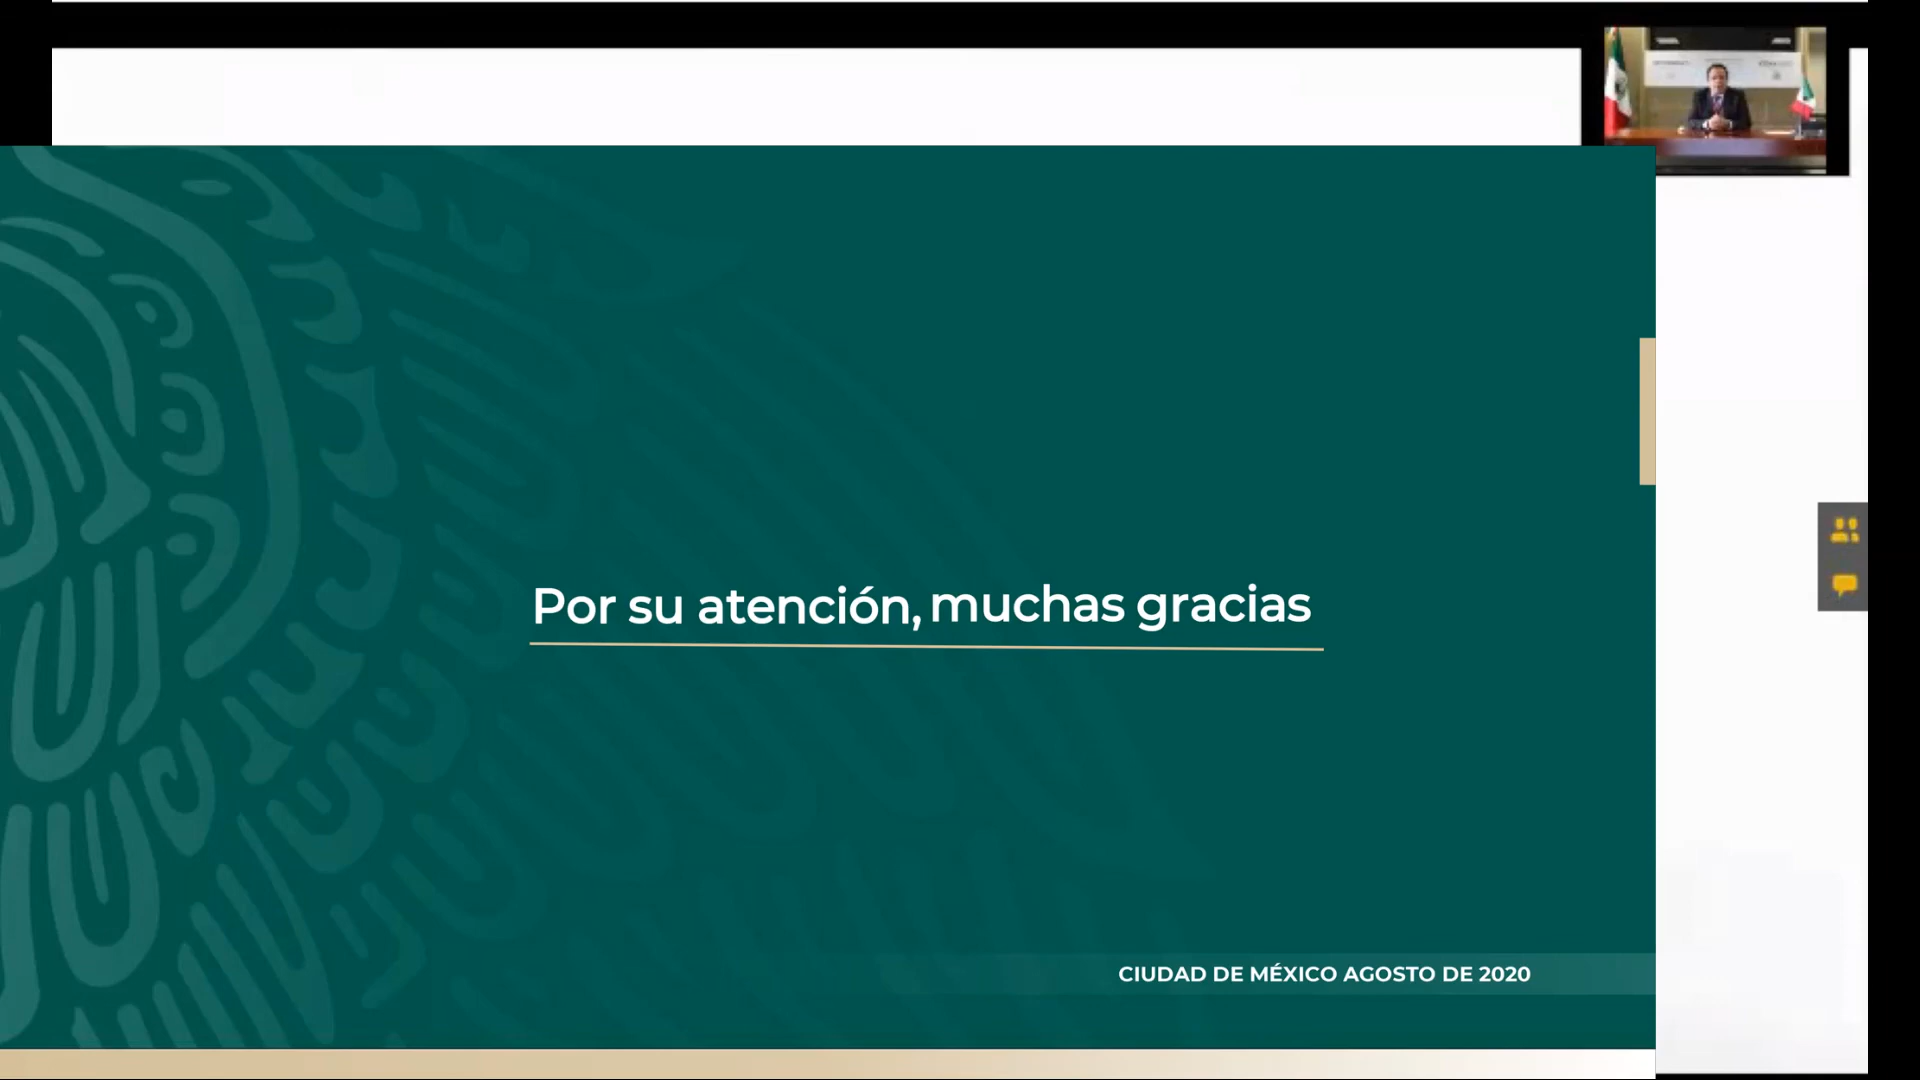 Por su atención, muchas gracias
CIUDAD DE MÉXICO AGOSTO DE 2020